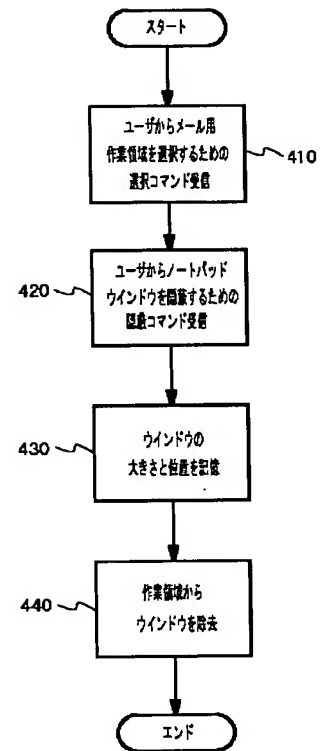 スタート
ユーザからメール用
作業領域を選択するための
選択コマンド受信
410
ユーザからノートパッド
ウインドウを隠蔽するための
隠蔽コマンド受信
420
ウインドウの
大きさと位置を記憶
430
作業領域から
ウインドウを除去
440
エンド